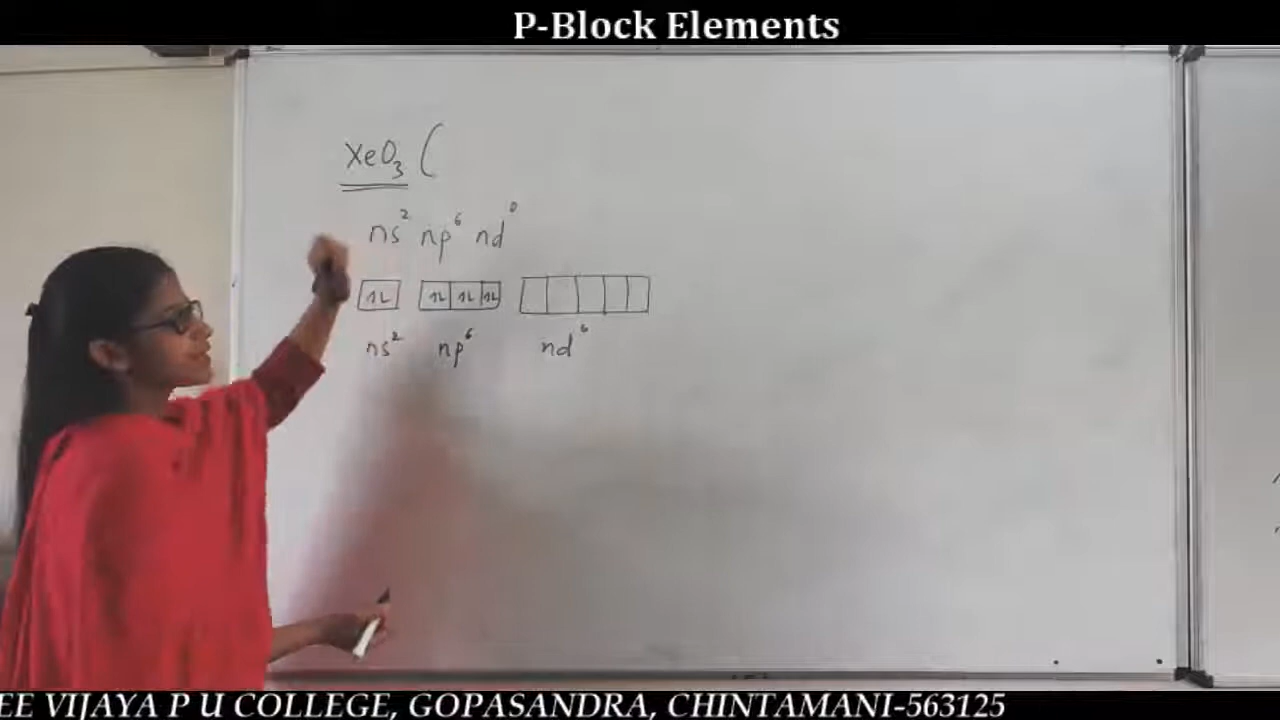 P-Block Elements
XeO₃ (
ns² np⁶ nd⁰
1L 1L 1L 1L
ns² np⁶ nd⁰
EE VIJAYA P U COLLEGE, GOPASANDRA, CHINTAMANI-563125